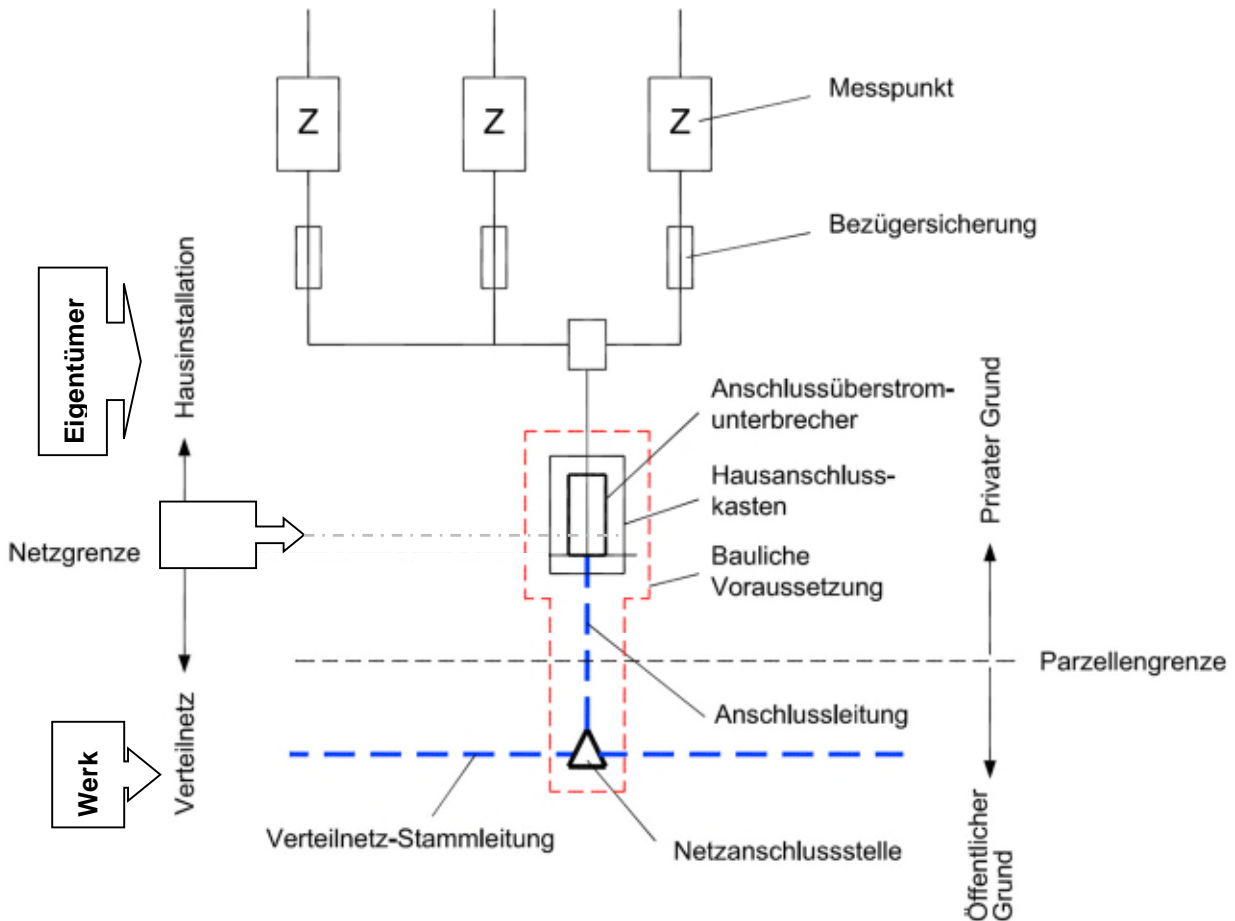 Z
Z
Z
Messpunkt
Bezügersicherung
Eigentümer
Hausinstallation
Anschlussüberstrom-
unterbrecher
Privater Grund
Hausanschluss-
kasten
Netzgrenze
Bauliche
Voraussetzung
Parzellengrenze
Anschlussleitung
Werk
Verteilnetz
Verteilnetz-Stammleitung
Netzanschlussstelle
Öffentlicher
Grund